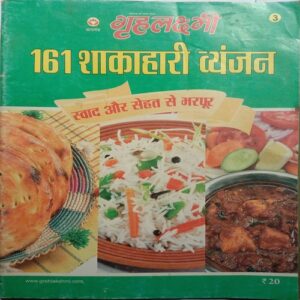 गृहलक्ष्मी
3
161 शाकाहारी व्यंजन
स्वाद और सेहत से भरपूर
www.grehlakshmi.com
₹ 20